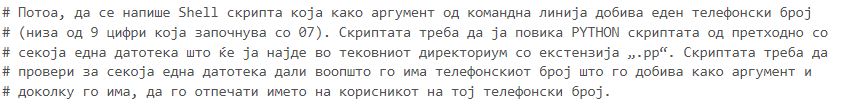 # Потоа, да се напише Shell скрипта која како аргумент од командна линија добива еден телефонски број
# (низа од 9 цифри која започнува со 07). Скриптата треба да ја повика PYTHON скриптата од претходно со
# секоја една датотека што ќе ја најде во тековниот директориум со екстензија „.pp“. Скриптата треба да
# провери за секоја една датотека дали воопшто го има телефонскиот број што го добива како аргумент и
# доколку го има, да го отпечати името на корисникот на тој телефонски број.